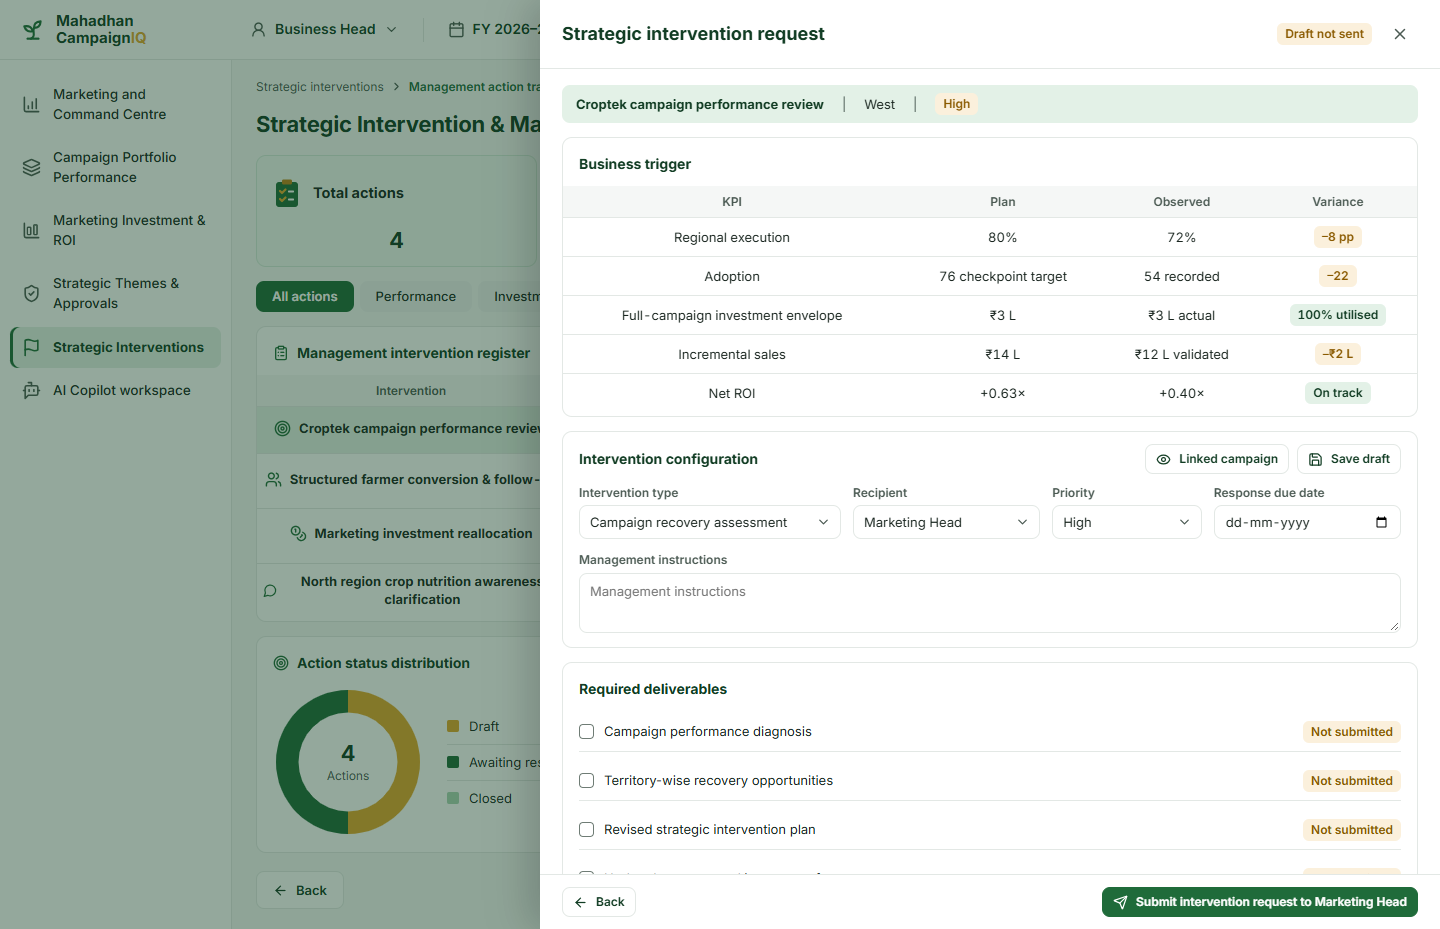 Mahadhan
CampaignIQ
Business Head
FY 2026–2
Marketing and
Command Centre
Campaign Portfolio
Performance
Marketing Investment &
ROI
Strategic Themes &
Approvals
Strategic Interventions
AI Copilot workspace
Strategic interventions > Management action tra
Strategic Intervention & Ma
Total actions
4
All actions
Performance
Investm
Management intervention register
Intervention
Croptek campaign performance review
Structured farmer conversion & follow-
Marketing investment reallocation
North region crop nutrition awareness
clarification
Action status distribution
4
Actions
Draft
Awaiting res
Closed
Back
Strategic intervention request
Draft not sent
Croptek campaign performance review | West | High
Business trigger
KPI Plan Observed Variance
Regional execution 80% 72% –8 pp
Adoption 76 checkpoint target 54 recorded –22
Full-campaign investment envelope ₹3 L ₹3 L actual 100% utilised
Incremental sales ₹14 L ₹12 L validated –₹2 L
Net ROI +0.63× +0.40× On track
Intervention configuration
Linked campaign
Save draft
Intervention type Recipient Priority Response due date
Campaign recovery assessment Marketing Head High dd-mm-yyyy
Management instructions
Management instructions
Required deliverables
Campaign performance diagnosis Not submitted
Territory-wise recovery opportunities Not submitted
Revised strategic intervention plan Not submitted
Back
Submit intervention request to Marketing Head